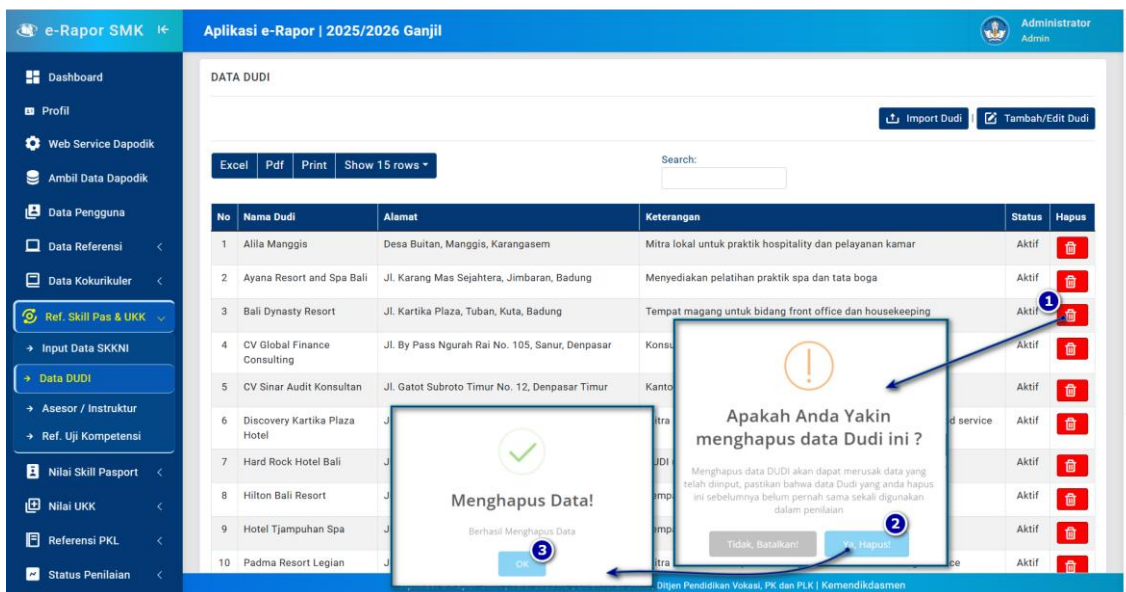 e-Rapor SMK
Aplikasi e-Rapor | 2025/2026 Ganjil
Administrator
Admin
Dashboard
Profil
Web Service Dapodik
Ambil Data Dapodik
Data Pengguna
Data Referensi
Data Kokurikuler
Ref. Skill Pas & UKK
Input Data SKKNI
Data DUDI
Asesor / Instruktur
Ref. Uji Kompetensi
Nilai Skill Pasport
Nilai UKK
Referensi PKL
Status Penilaian
DATA DUDI
Import Dudi | Tambah/Edit Dudi
Excel Pdf Print Show 15 rows
Search:
No Nama Dudi Alamat Keterangan Status Hapus
1 Alila Manggis Desa Buitan, Manggis, Karangasem Mitra lokal untuk praktik hospitality dan pelayanan kamar Aktif
2 Ayana Resort and Spa Bali Jl. Karang Mas Sejahtera, Jimbaran, Badung Menyediakan pelatihan praktik spa dan tata boga Aktif
3 Bali Dynasty Resort Jl. Kartika Plaza, Tuban, Kuta, Badung Tempat magang untuk bidang front office dan housekeeping Aktif
1
4 CV Global Finance Jl. By Pass Ngurah Rai No. 105, Sanur, Denpasar Konsu Aktif
Consulting
5 CV Sinar Audit Konsultan Jl. Gatot Subroto Timur No. 12, Denpasar Timur Kanto Aktif
6 Discovery Kartika Plaza J itra d service Aktif
Hotel
7 Hard Rock Hotel Bali J Aktif
8 Hilton Bali Resort J emp Aktif
9 Hotel Tjampuhan Spa J emp Aktif
10 Padma Resort Legian J itra ce Aktif
Apakah Anda Yakin
menghapus data Dudi ini ?
Menghapus data DUDI akan dapat merusak data yang
telah diinput, pastikan bahwa data Dudi yang anda hapus
ini sebelumnya belum pernah sama sekali digunakan
dalam penilaian
2
Tidak, Batalkan! Ya, Hapus!
Menghapus Data!
Berhasil Menghapus Data
3
OK
Ditjen Pendidikan Vokasi, PK dan PLK | Kemendikdasmen